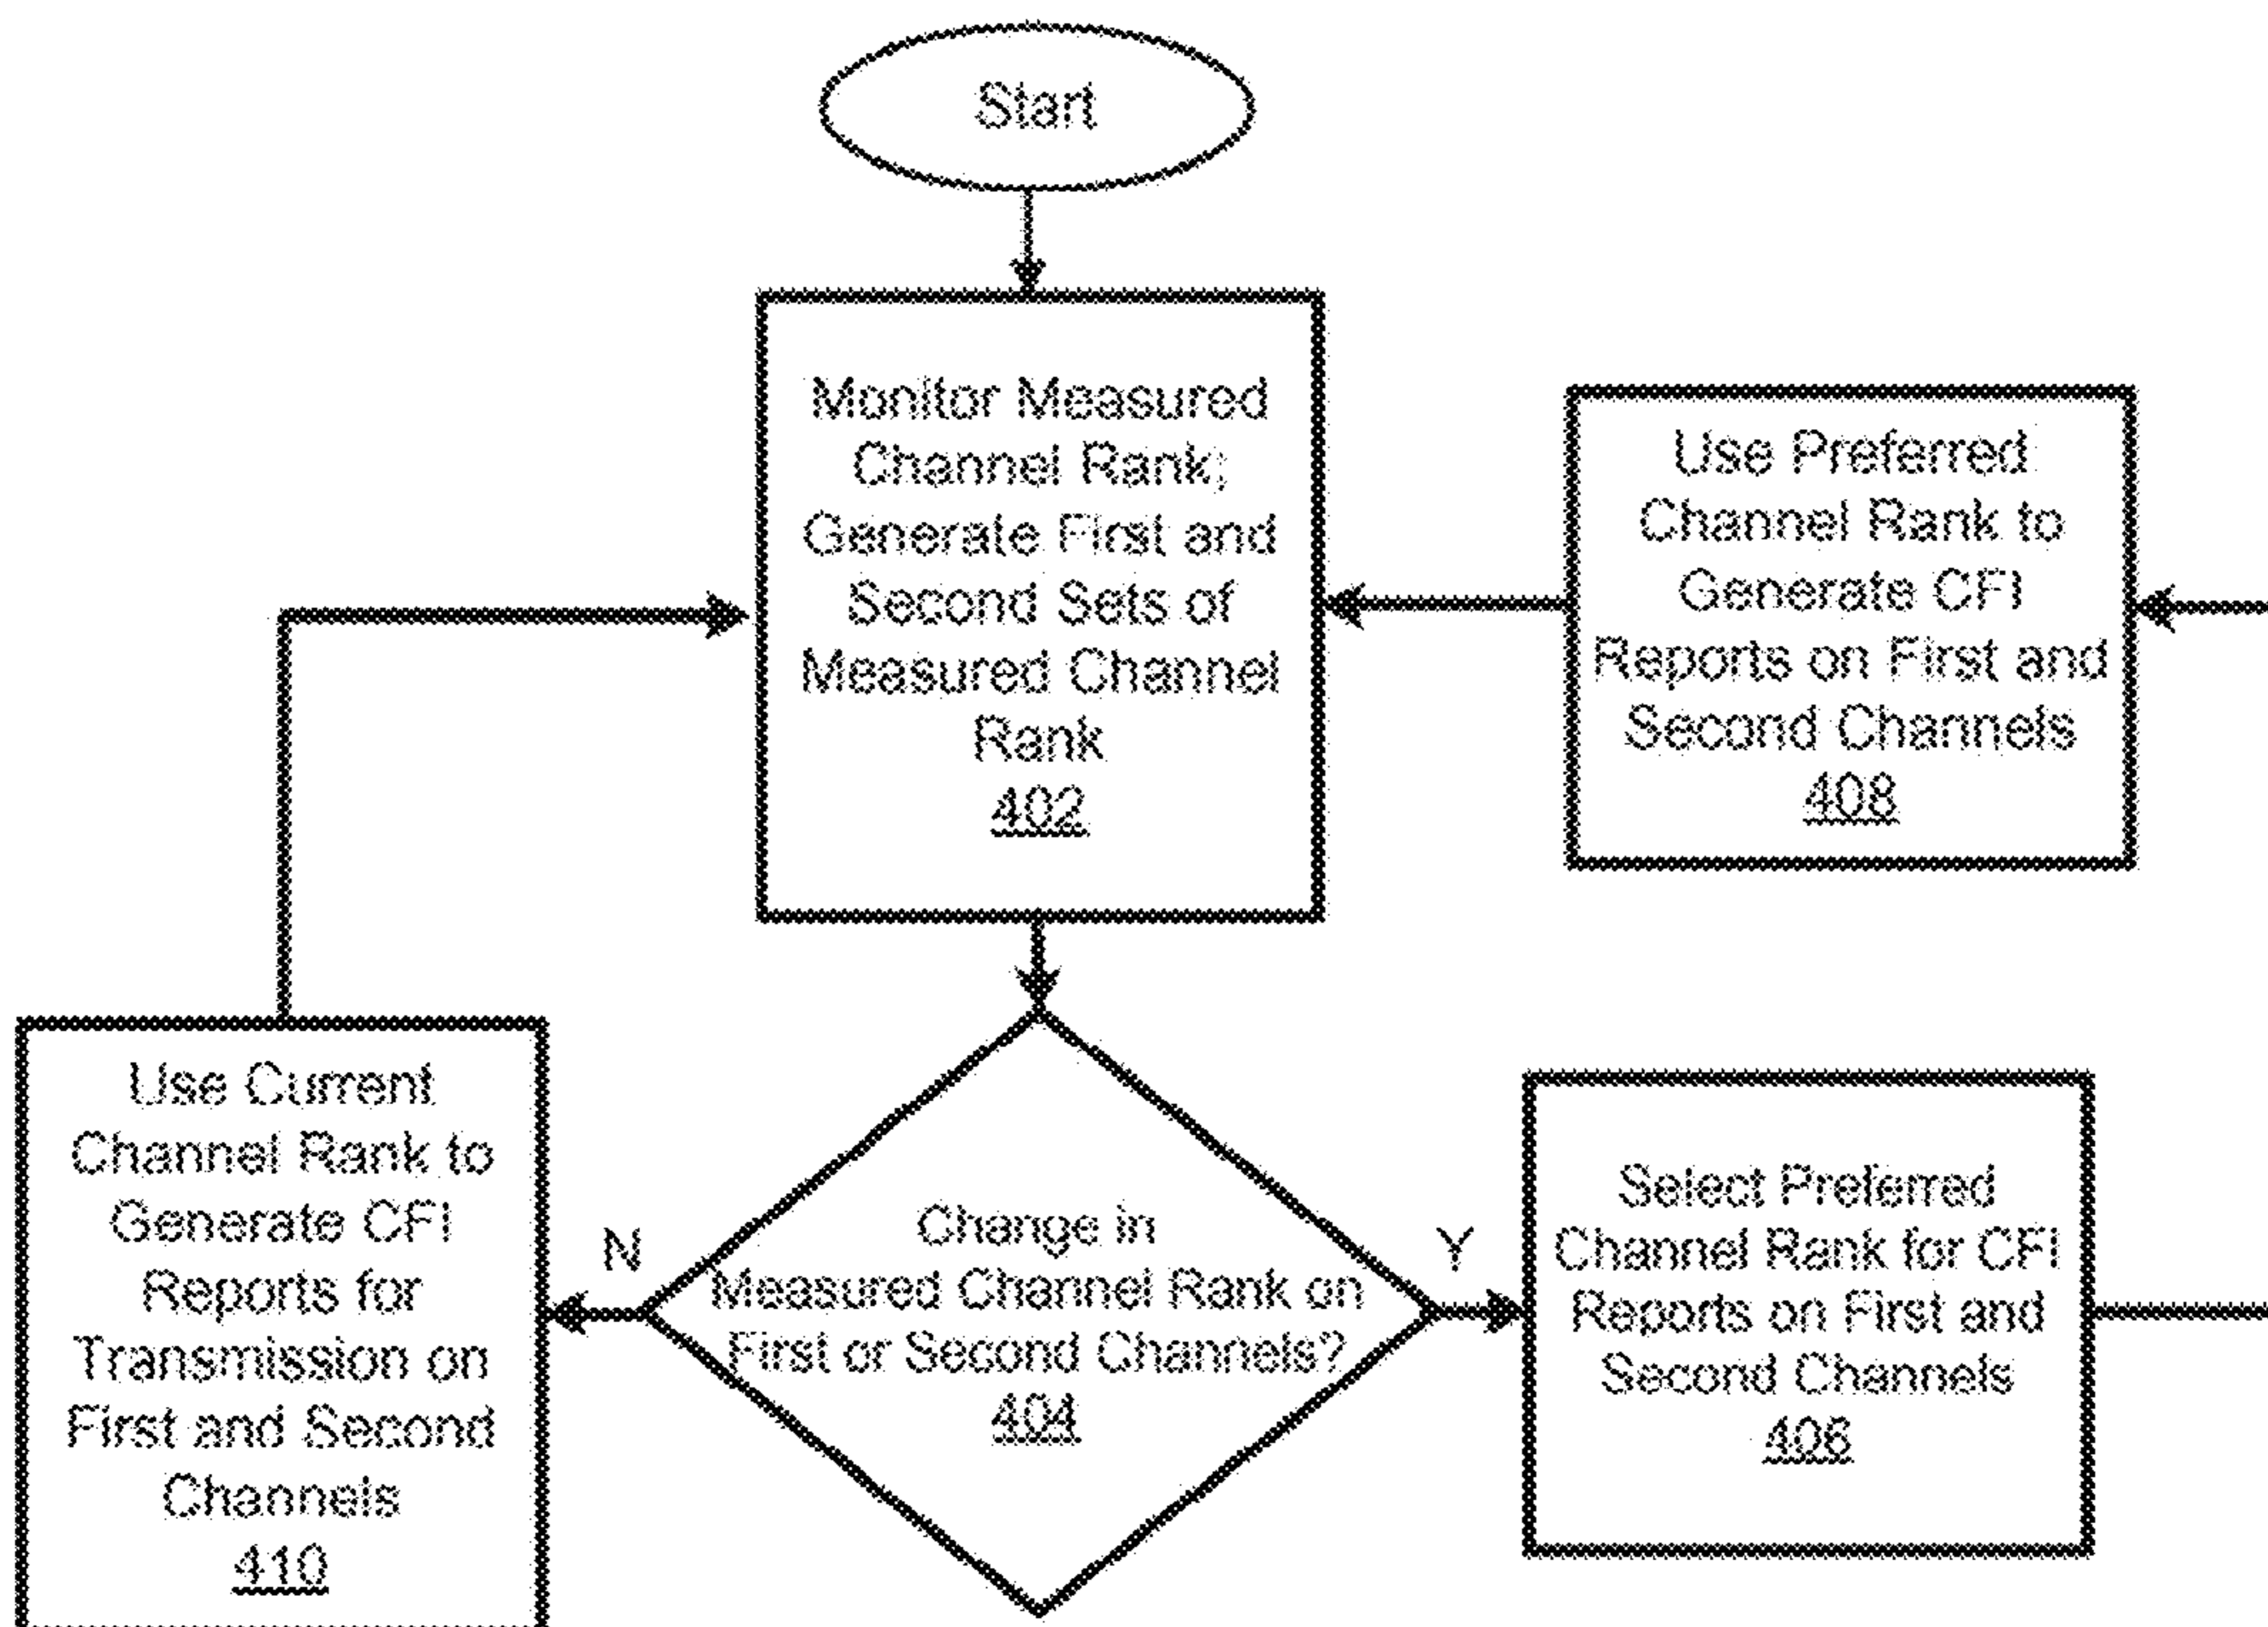 Start
Monitor Measured
Channel Rank;
Generate First and
Second Sets of
Measured Channel
Rank
402
Use Preferred
Channel Rank to
Generate CFI
Reports on First and
Second Channels
408
Use Current
Channel Rank to
Generate CFI
Reports for
Transmission on
First and Second
Channels
410
N
Change in
Measured Channel Rank on
First or Second Channels?
404
Y
Select Preferred
Channel Rank for CFI
Reports on First and
Second Channels
406